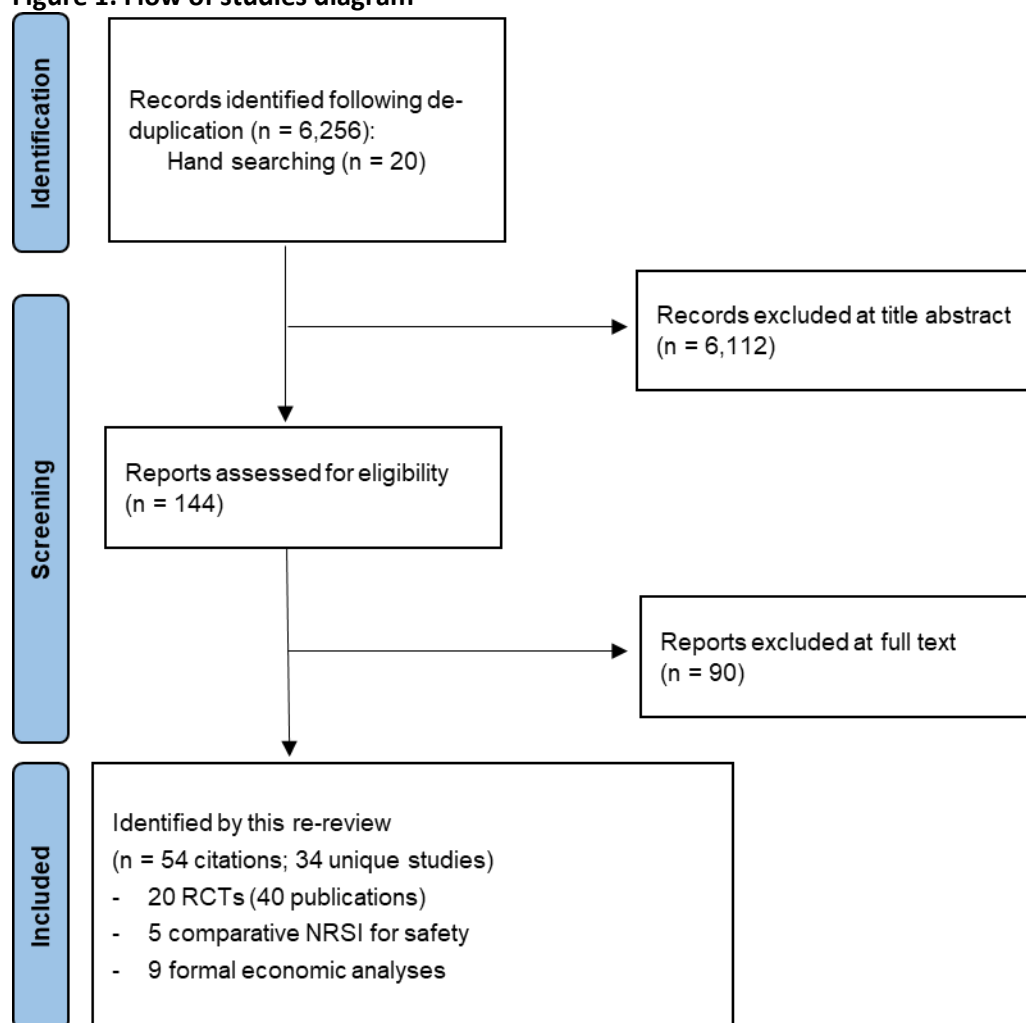 Figure 1. Flow of studies diagram
Identification
Records identified following de-
duplication (n = 6,256):
Hand searching (n = 20)
Screening
Records excluded at title abstract
(n = 6,112)
Reports assessed for eligibility
(n = 144)
Reports excluded at full text
(n = 90)
Included
Identified by this re-review
(n = 54 citations; 34 unique studies)
- 20 RCTs (40 publications)
- 5 comparative NRSI for safety
- 9 formal economic analyses